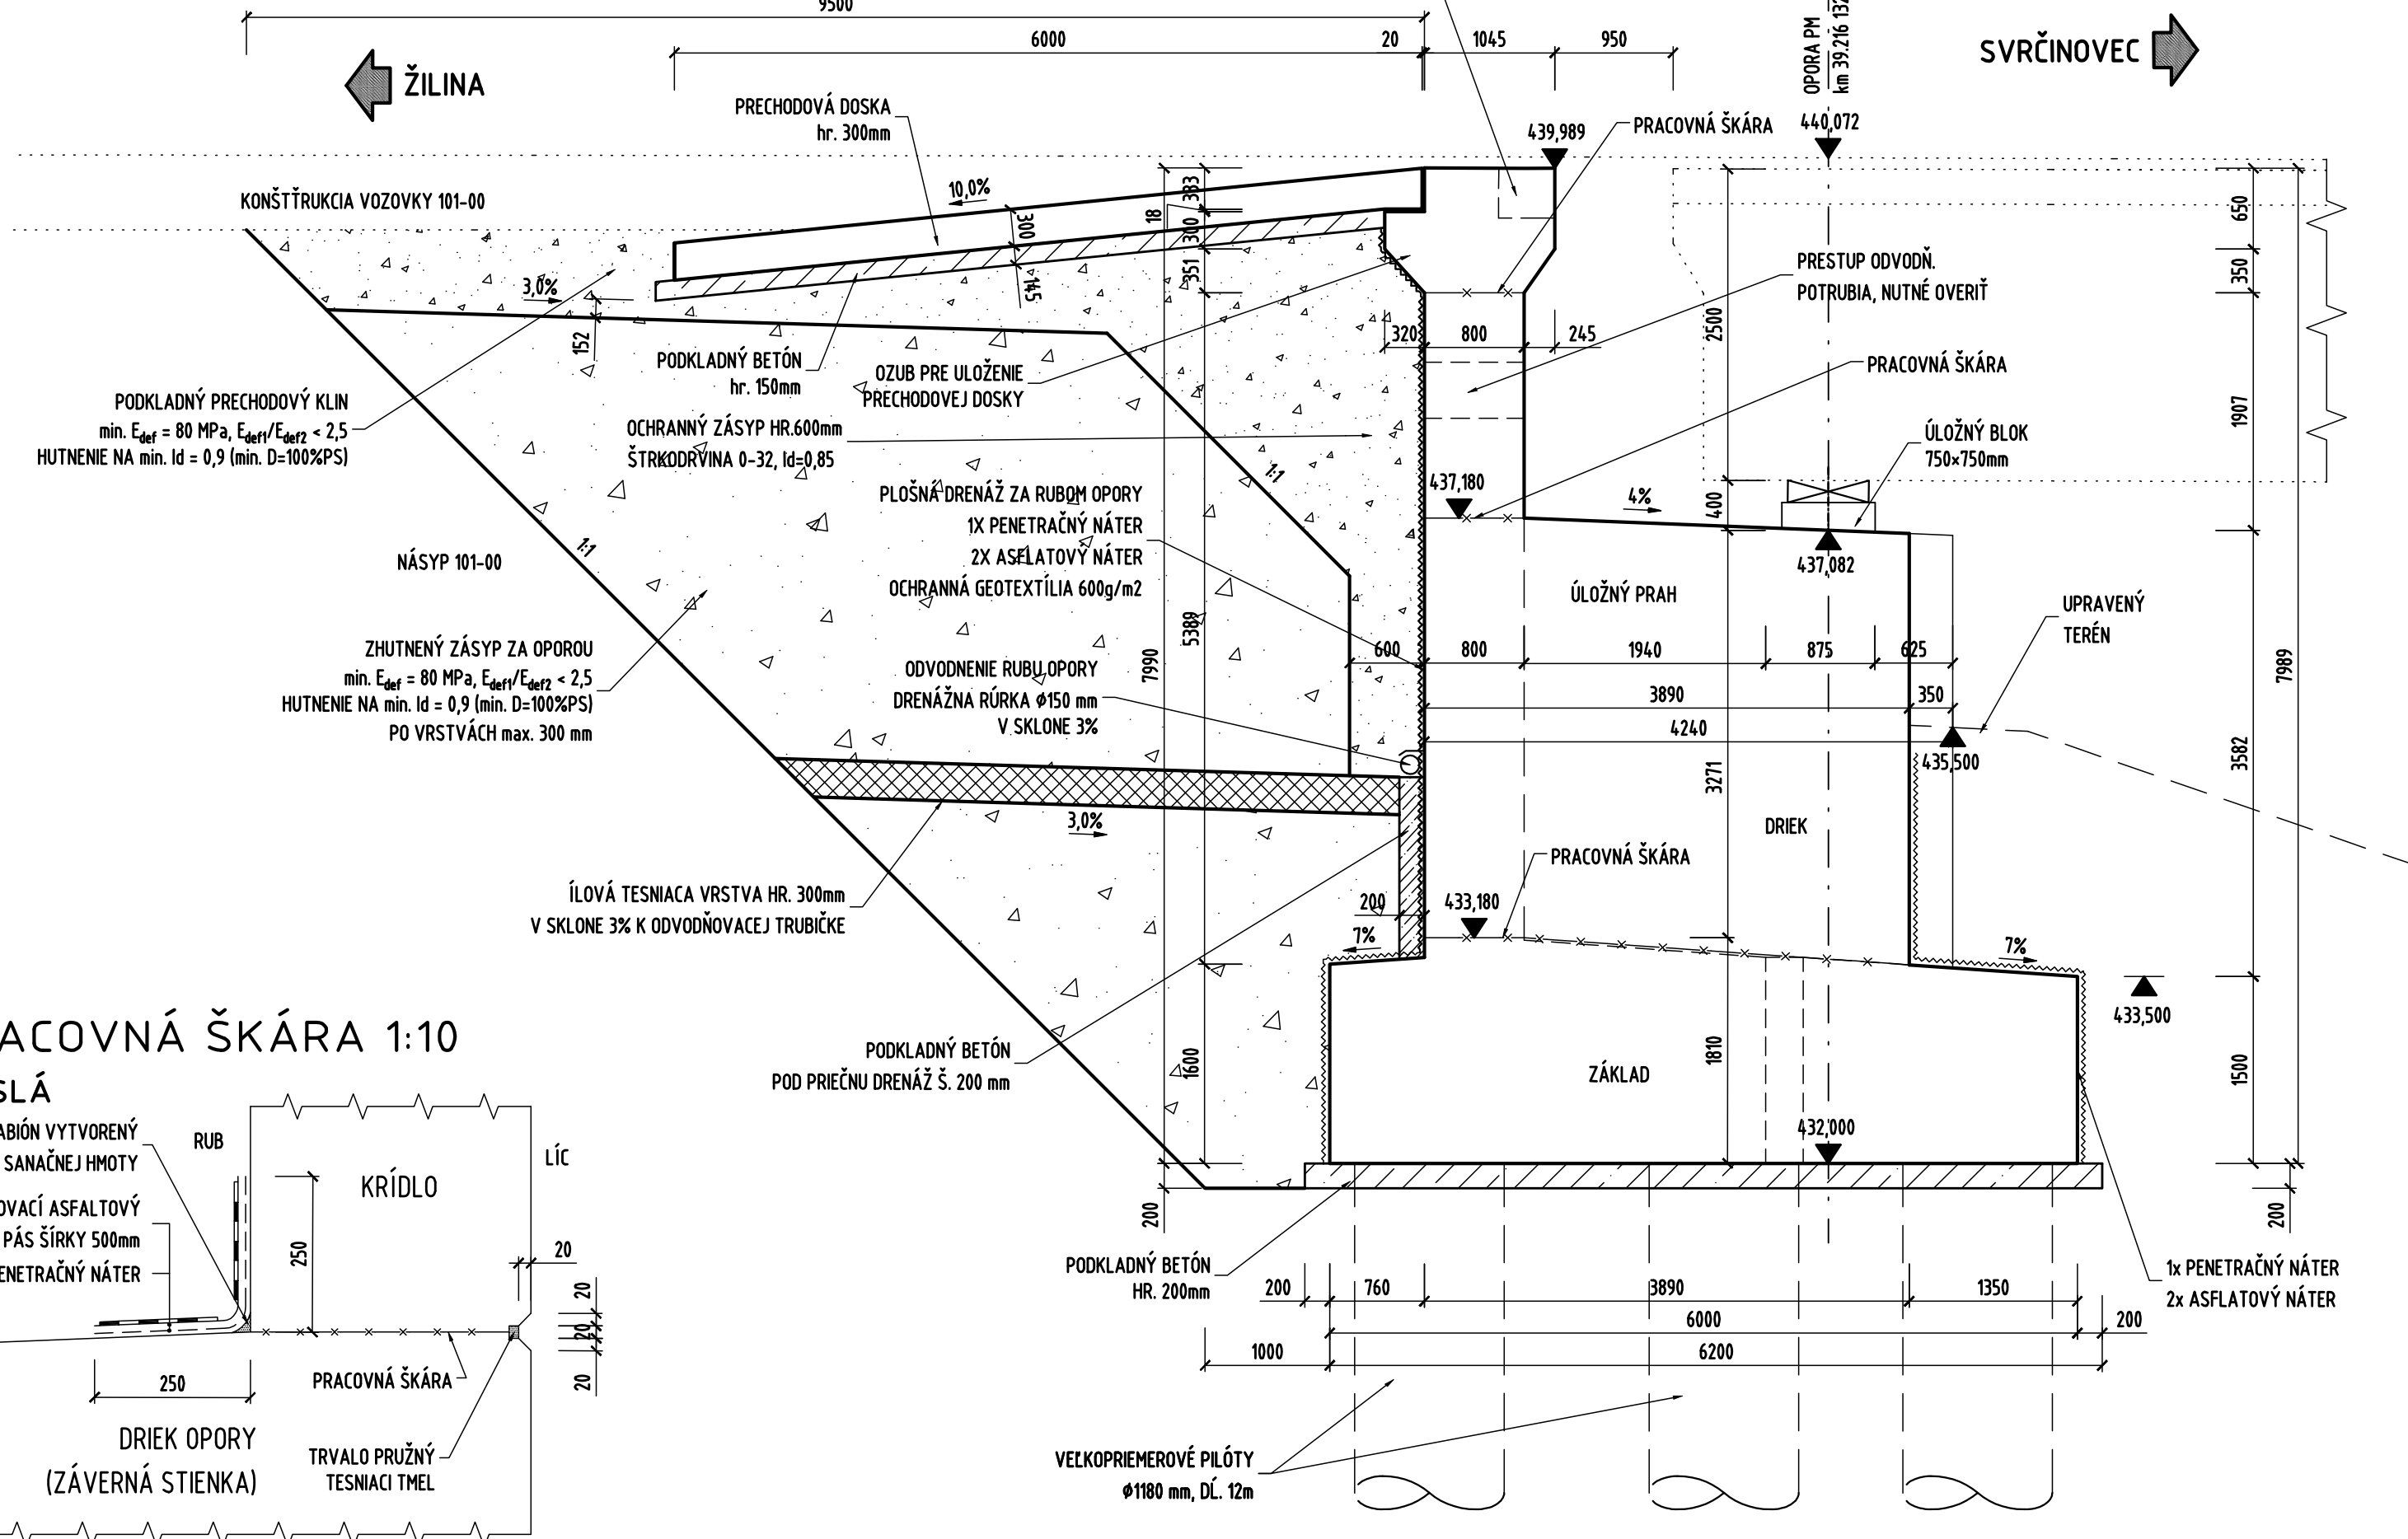 9500
6000
20
1045
950
OPORA PM
SVRČINOVEC
ŽILINA
PRECHODOVÁ DOSKA
hr. 300mm
439,989
PRACOVNÁ ŠKÁRA
440,072
KONŠTŤRUKCIA VOZOVKY 101-00
10,0%
300
145
18
383
300
351
650
350
3,0%
152
PRESTUP ODVODŇ.
POTRUBIA, NUTNÉ OVERIŤ
2500
320
800
245
PODKLADNÝ BETÓN
hr. 150mm
OZUB PRE ULOŽENIE
PRECHODOVEJ DOSKY
PRACOVNÁ ŠKÁRA
PODKLADNÝ PRECHODOVÝ KLIN
min. Edef = 80 MPa, Edef1/Edef2 < 2,5
HUTNENIE NA min. Id = 0,9 (min. D=100%PS)
OCHRANNÝ ZÁSYP HR.600mm
ŠTRKODRVINA 0-32, Id=0,85
1907
ÚLOŽNÝ BLOK
750×750mm
1:1
437,180
4%
400
PLOŠNÁ DRENÁŽ ZA RUBOM OPORY
1X PENETRAČNÝ NÁTER
2X ASFLATOVÝ NÁTER
OCHRANNÁ GEOTEXTÍLIA 600g/m2
1:1
NÁSYP 101-00
437,082
ÚLOŽNÝ PRAH
UPRAVENÝ
TERÉN
5389
7990
7989
ZHUTNENÝ ZÁSYP ZA OPOROU
min. Edef = 80 MPa, Edef1/Edef2 < 2,5
HUTNENIE NA min. Id = 0,9 (min. D=100%PS)
PO VRSTVÁCH max. 300 mm
600
800
1940
875
625
ODVODNENIE RUBU OPORY
DRENÁŽNA RÚRKA φ150 mm
V SKLONE 3%
3890
350
4240
435,500
3271
3582
3,0%
DRIEK
PRACOVNÁ ŠKÁRA
ÍLOVÁ TESNIACA VRSTVA HR. 300mm
V SKLONE 3% K ODVODŇOVACEJ TRUBIČKE
200
433,180
7%
7%
433,500
PODKLADNÝ BETÓN
POD PRIEČNU DRENÁŽ Š. 200 mm
1600
1810
1500
ZÁKLAD
432,000
200
200
PODKLADNÝ BETÓN
HR. 200mm
200
760
3890
1350
6000
200
1000
6200
1x PENETRAČNÝ NÁTER
2x ASFLATOVÝ NÁTER
VEĽKOPRIEMEROVÉ PILÓTY
φ1180 mm, DĹ. 12m
ACOVNÁ ŠKÁRA 1:10
SLÁ
ABIÓN VYTVORENÝ
SANAČNEJ HMOTY
RUB
LÍC
KRÍDLO
OVACÍ ASFALTOVÝ
PÁS ŠÍRKY 500mm
ENETRAČNÝ NÁTER
250
20
20
20
20
250
PRACOVNÁ ŠKÁRA
DRIEK OPORY
(ZÁVERNÁ STIENKA)
TRVALO PRUŽNÝ
TESNIACI TMEL